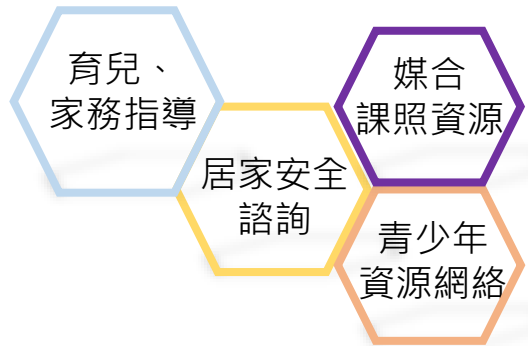 育兒、
家務指導
居家安全
諮詢
媒合
課照資源
青少年
資源網絡